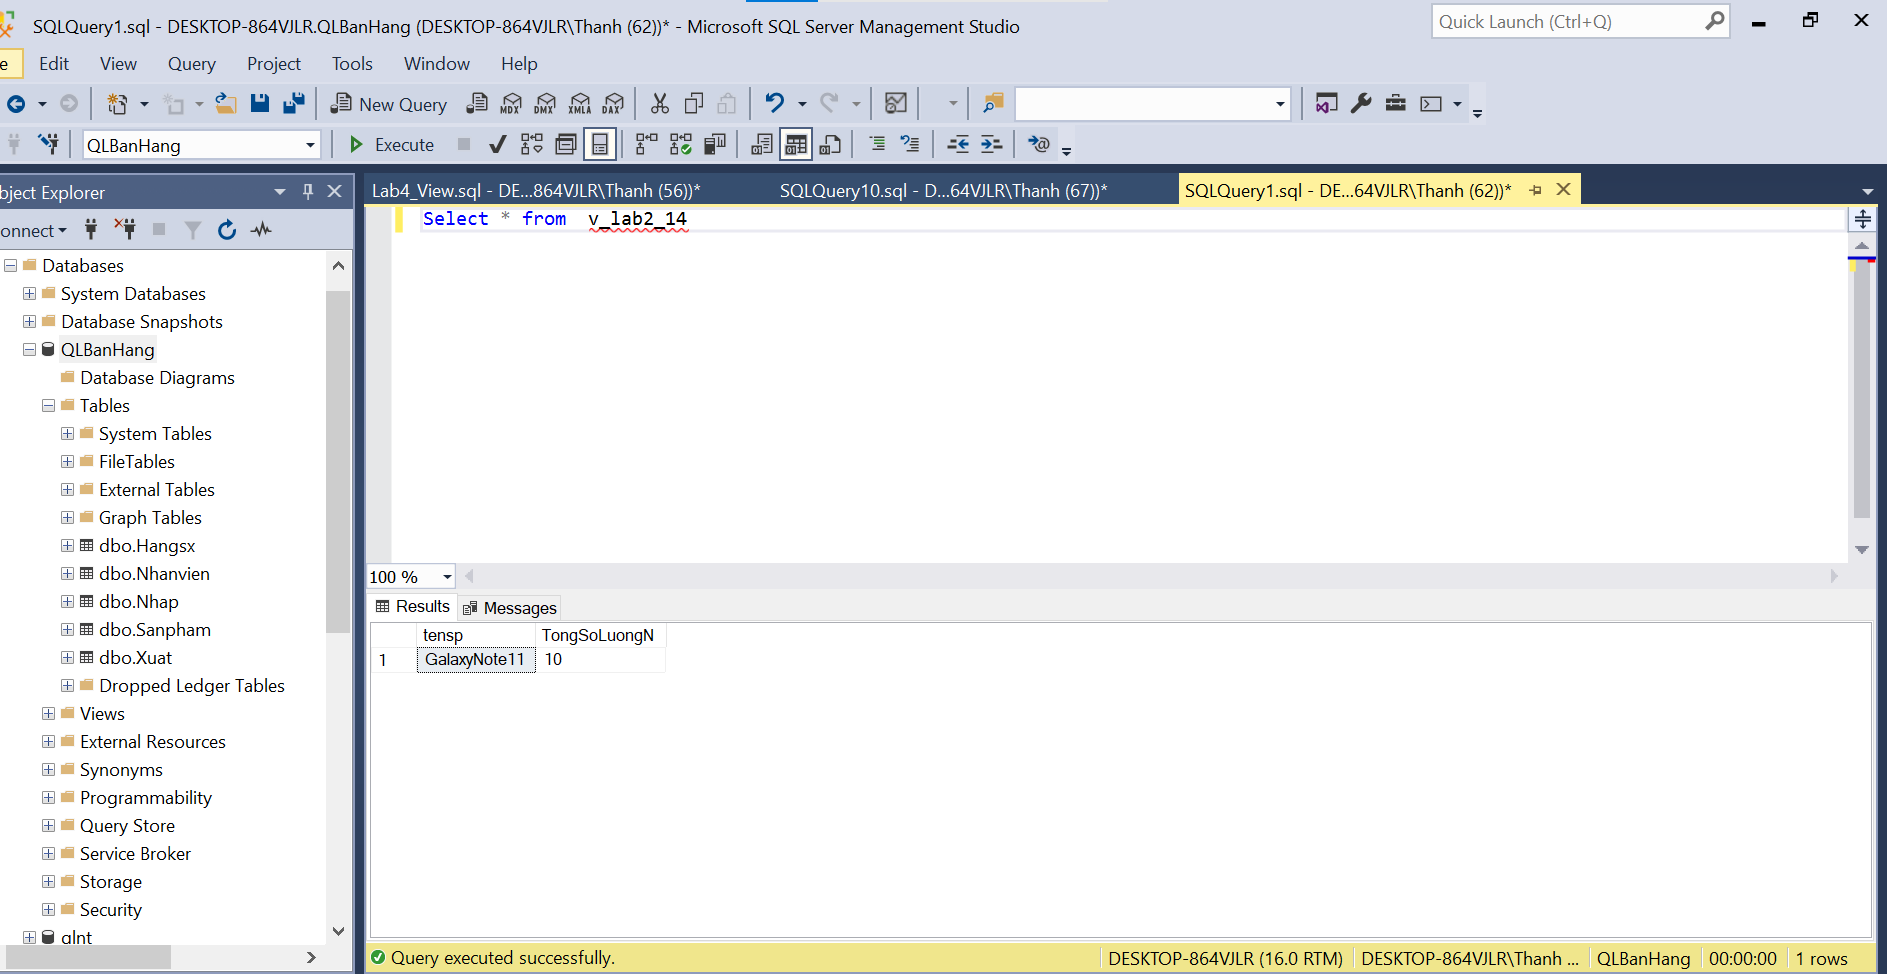 SQLQuery1.sql - DESKTOP-864VJLR.QLBanHang (DESKTOP-864VJLR\Thanh (62))* - Microsoft SQL Server Management Studio
Quick Launch (Ctrl+Q)
e Edit View Query Project Tools Window Help
New Query MDX DMX XMLA DAX
QLBanHang Execute
bject Explorer
Lab4_View.sql - DE...864VJLR\Thanh (56))* SQLQuery10.sql - D...64VJLR\Thanh (67))* SQLQuery1.sql - DE...64VJLR\Thanh (62))*
onnect
Select * from v_lab2_14
Databases
System Databases
Database Snapshots
QLBanHang
Database Diagrams
Tables
System Tables
FileTables
External Tables
Graph Tables
dbo.Hangsx
dbo.Nhanvien
dbo.Nhap
dbo.Sanpham
dbo.Xuat
Dropped Ledger Tables
Views
External Resources
Synonyms
Programmability
Query Store
Service Broker
Storage
Security
qlnt
100 %
Results Messages
tensp TongSoLuongN
1 GalaxyNote11 10
Query executed successfully. DESKTOP-864VJLR (16.0 RTM) DESKTOP-864VJLR\Thanh ... QLBanHang 00:00:00 1 rows